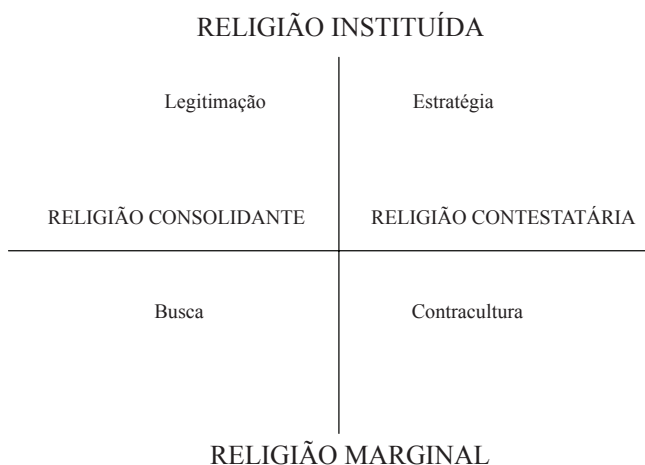 RELIGIÃO INSTITUÍDA
Legitimação
Estratégia
RELIGIÃO CONSOLIDANTE
RELIGIÃO CONTESTATÁRIA
Busca
Contracultura
RELIGIÃO MARGINAL